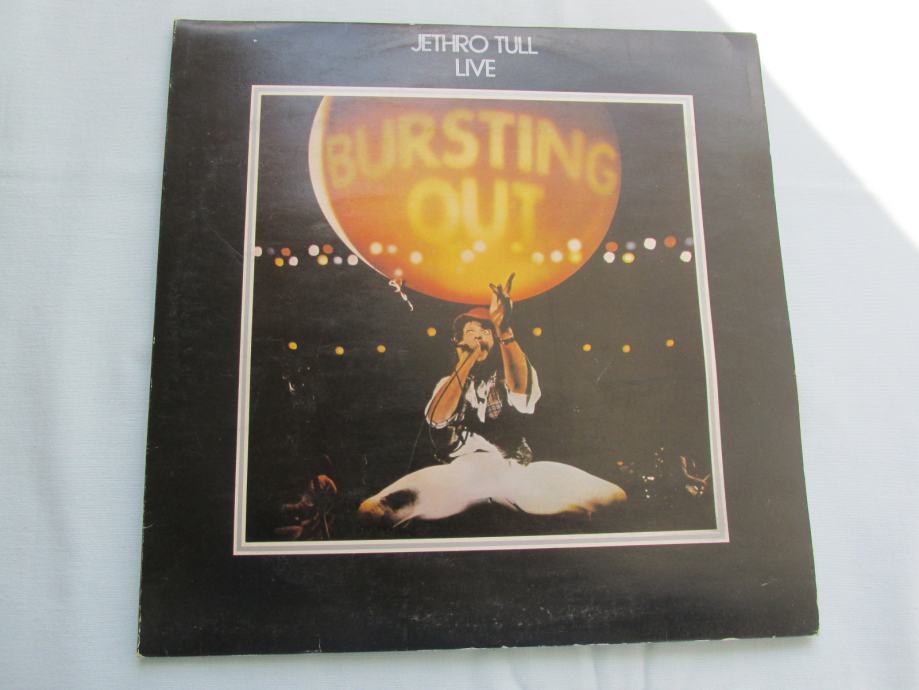 JETHRO TULL
LIVE
BURSTING
OUT